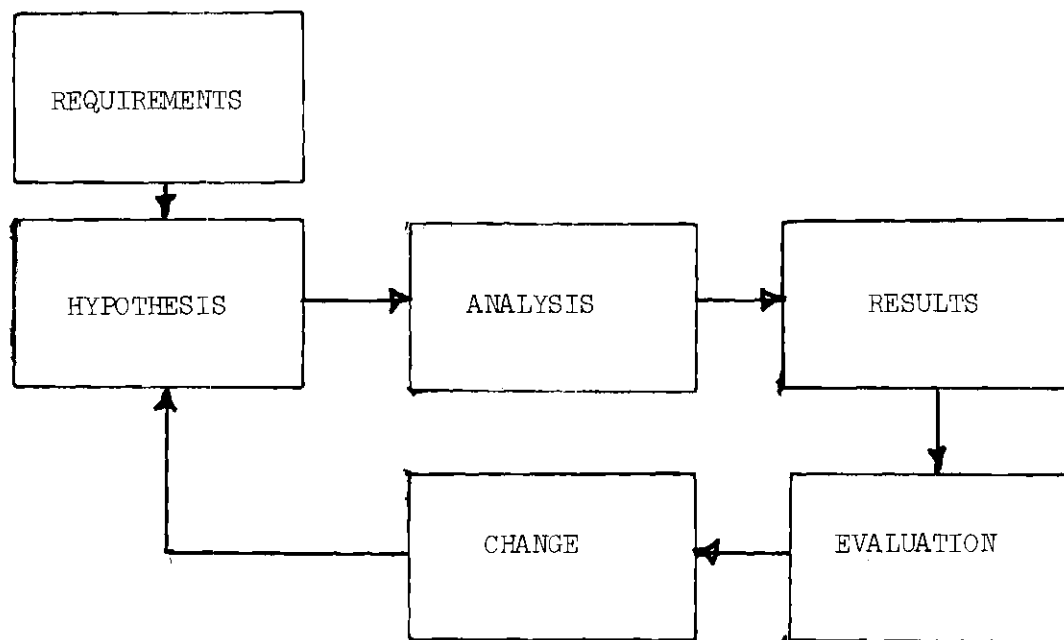 REQUIREMENTS
HYPOTHESIS
ANALYSIS
RESULTS
CHANGE
EVALUATION